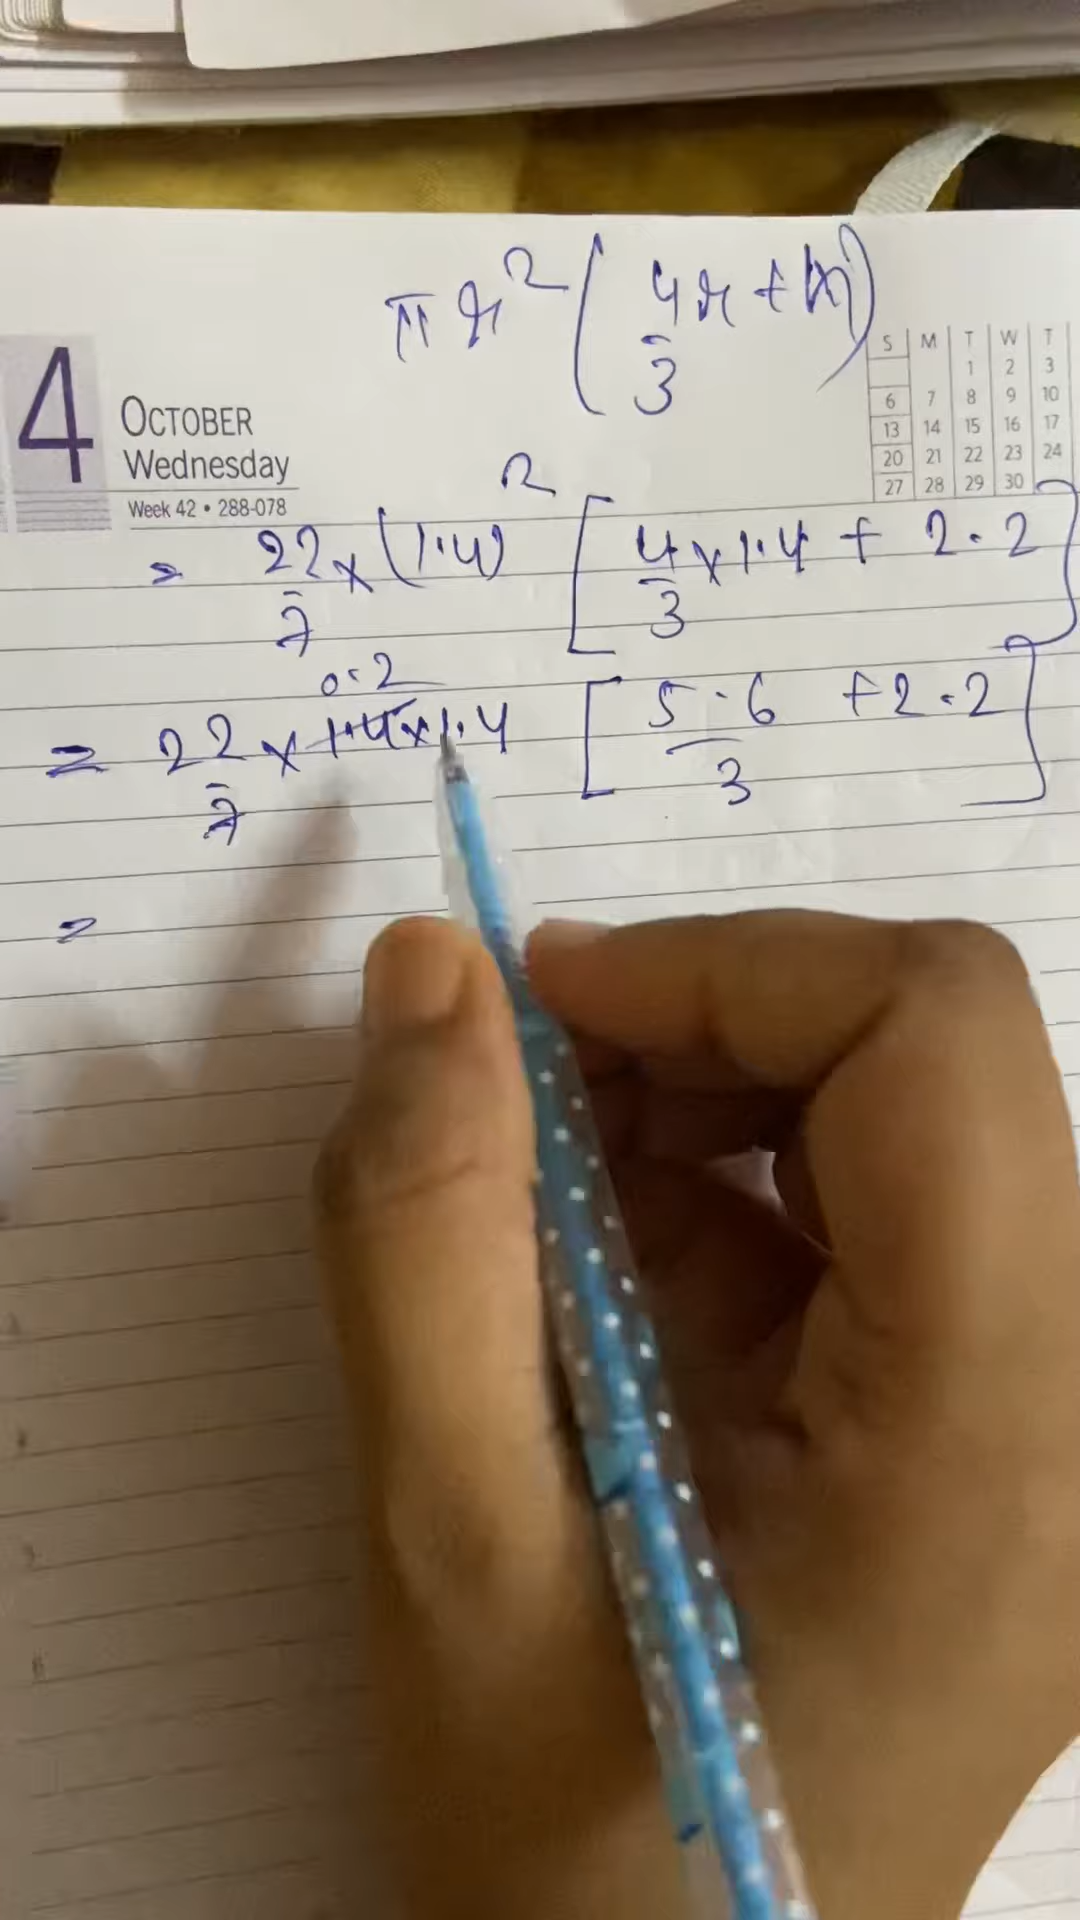 πr²(4/3 r + h)
4
OCTOBER
Wednesday
Week 42 • 288-078
S M T W T
1 2 3
6 7 8 9 10
13 14 15 16 17
20 21 22 23 24
27 28 29 30
= 22/7 × (1.4)² [4/3 × 1.4 + 2.2]
0.2
= 22/7 × 1.4 × 1.4 [5.6/3 + 2.2]
=